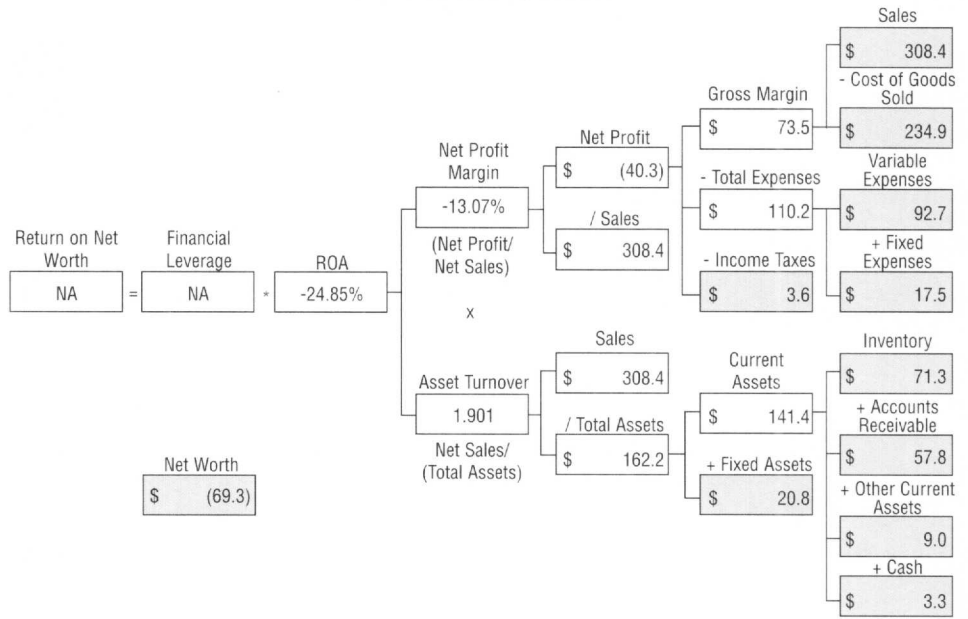 Sales
$ 308.4
- Cost of Goods
Sold
$ 234.9
Gross Margin
$ 73.5
Variable
Expenses
$ 92.7
+ Fixed
Expenses
$ 17.5
- Total Expenses
$ 110.2
- Income Taxes
$ 3.6
Net Profit
$ (40.3)
/ Sales
$ 308.4
Net Profit
Margin
-13.07%
(Net Profit/
Net Sales)
x
Return on Net
Worth
NA
=
Financial
Leverage
NA
*
ROA
-24.85%
Asset Turnover
1.901
Net Sales/
(Total Assets)
Sales
$ 308.4
/ Total Assets
$ 162.2
Current
Assets
$ 141.4
+ Fixed Assets
$ 20.8
Inventory
$ 71.3
+ Accounts
Receivable
$ 57.8
+ Other Current
Assets
$ 9.0
+ Cash
$ 3.3
Net Worth
$ (69.3)